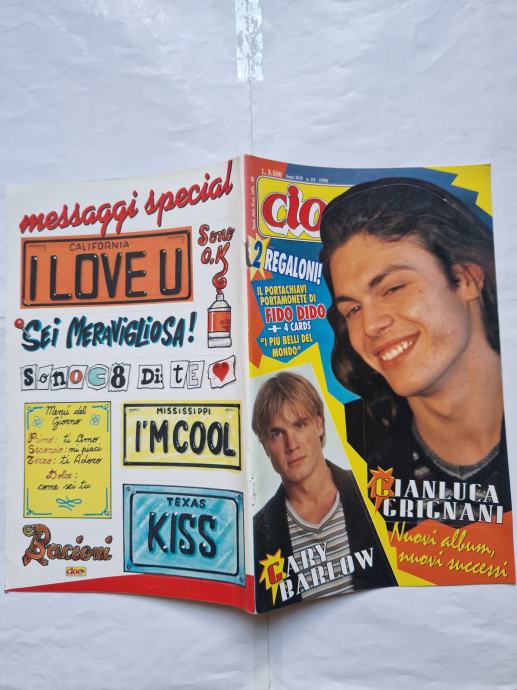 messaggi special
CALIFORNIA
I LOVE U
Sono
O.K
SEI MERAVIGLIOSA!
SONO C8 Di TE
Menù del
Giorno
Primo: ti Amo
Secondo: mi piaci
Terzo: ti Adoro
Dolce:
come sei tu
MISSISSIPPI
I'M COOL
TEXAS
KISS
Bacioni
cioè
L. 3.500
cioè
2 REGALONI!
IL PORTACHIAVI
PORTAMONETE DI
FIDO DIDO
+ 4 CARDS
"I PIÙ BELLI DEL
MONDO"
GIANLUCA
GRIGNANI
Nuovi album,
nuovi successi
GARY
BARLOW